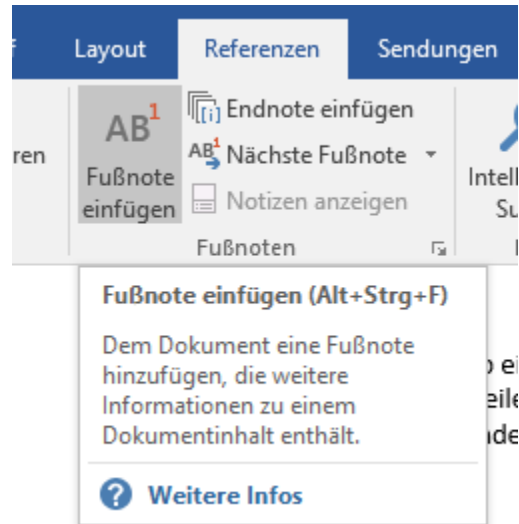 Layout Referenzen Sendungen
AB1
Fußnote
einfügen
[i] Endnote einfügen
AB1 Nächste Fußnote
Notizen anzeigen
Fußnoten
Fußnote einfügen (Alt+Strg+F)
Dem Dokument eine Fußnote
hinzufügen, die weitere
Informationen zu einem
Dokumentinhalt enthält.
? Weitere Infos